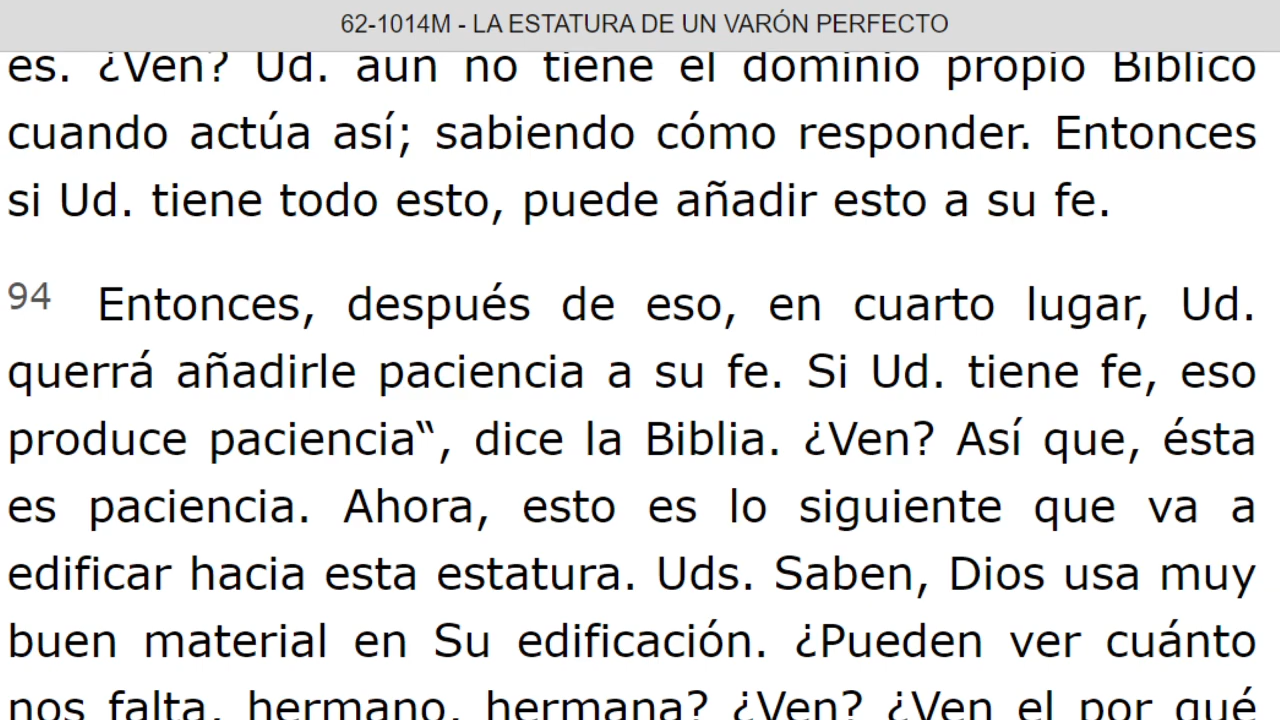 62-1014M - LA ESTATURA DE UN VARÓN PERFECTO
es. ¿Ven? Ud. aun no tiene el dominio propio Bíblico
cuando actúa así; sabiendo cómo responder. Entonces
si Ud. tiene todo esto, puede añadir esto a su fe.
94 Entonces, después de eso, en cuarto lugar, Ud.
querrá añadirle paciencia a su fe. Si Ud. tiene fe, eso
produce paciencia‟, dice la Biblia. ¿Ven? Así que, ésta
es paciencia. Ahora, esto es lo siguiente que va a
edificar hacia esta estatura. Uds. Saben, Dios usa muy
buen material en Su edificación. ¿Pueden ver cuánto
nos falta, hermano, hermana? ¿Ven? ¿Ven el por qué